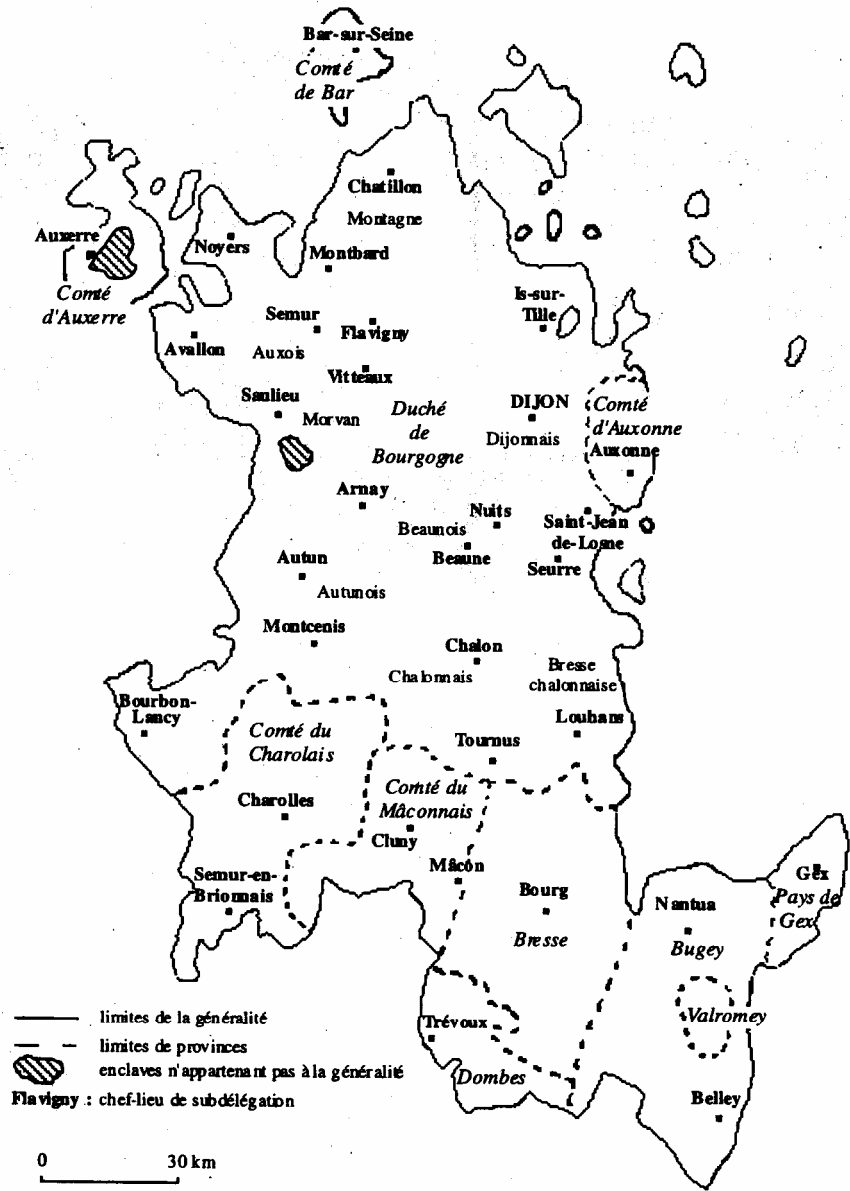 Bar-sur-Seine
Comté
de Bar
Chatillon
Montagne
Auxerre
Noyers
Montbard
Comté
d'Auxerre
Is-sur-
Tille
Semur
Flavigny
Avallon
Auxois
Vitteaux
Saulieu
Morvan
Duché
de
Bourgogne
DIJON
Dijonnais
Comté
d'Auxonne
Auxonne
Arnay
Nuits
Beaunois
Beaune
Saint-Jean
de-Losne
Seurre
Autun
Autunois
Montcenis
Chalon
Chalonnais
Bresse
chalonnaise
Bourbon-
Lancy
Louhans
Comté du
Charolais
Tournus
Comté du
Mâconnais
Charolles
Cluny
Mâcon
Semur-en-
Brionnais
Bourg
Bresse
Nantua
Bugey
Gex
Pays de
Gex
Valromey
Trévoux
Dombes
Belley
limites de la généralité
limites de provinces
enclaves n'appartenant pas à la généralité
Flavigny : chef-lieu de subdélégation
0 30 km